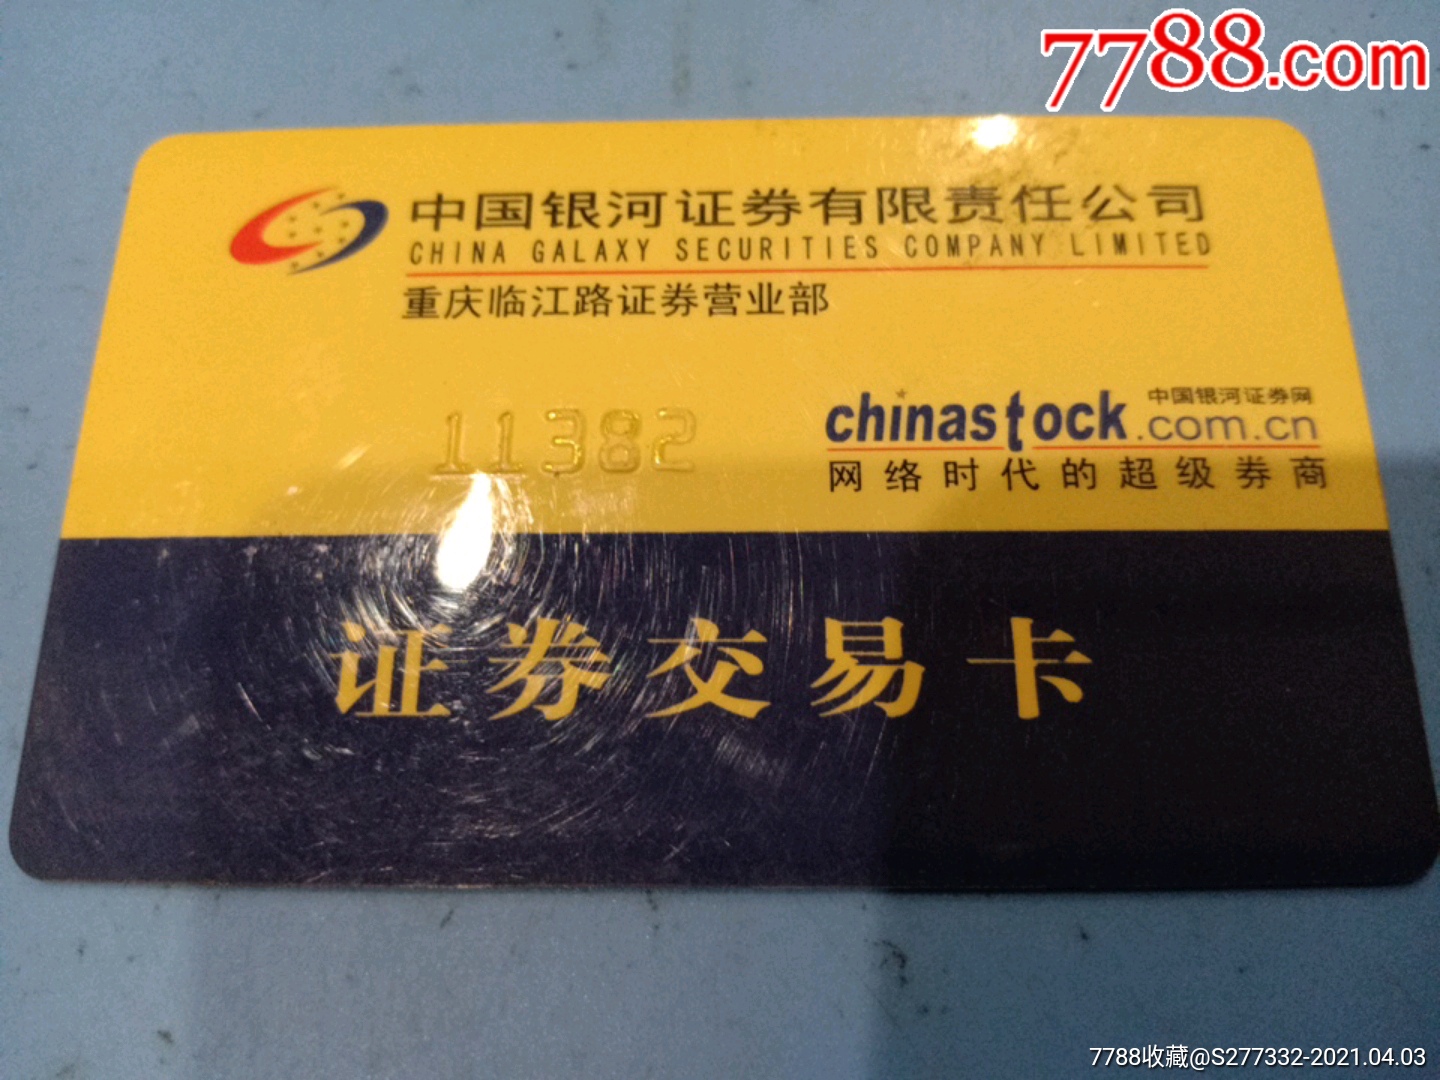 7788.com
中国银河证券有限责任公司
CHINA GALAXY SECURITIES COMPANY LIMITED
重庆临江路证券营业部
11382
中国银河证券网
chinastock.com.cn
网络时代的超级券商
证券交易卡
7788收藏@S277332-2021.04.03